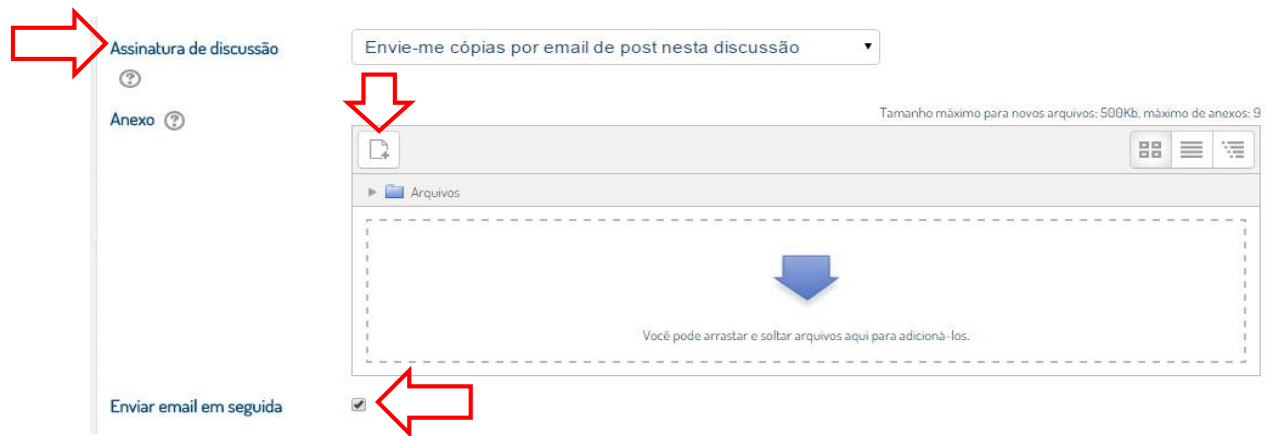 Assinatura de discussão
Envie-me cópias por email de post nesta discussão
Anexo
Tamanho máximo para novos arquivos: 500Kb, máximo de anexos: 9
Arquivos
Você pode arrastar e soltar arquivos aqui para adicioná-los.
Enviar email em seguida